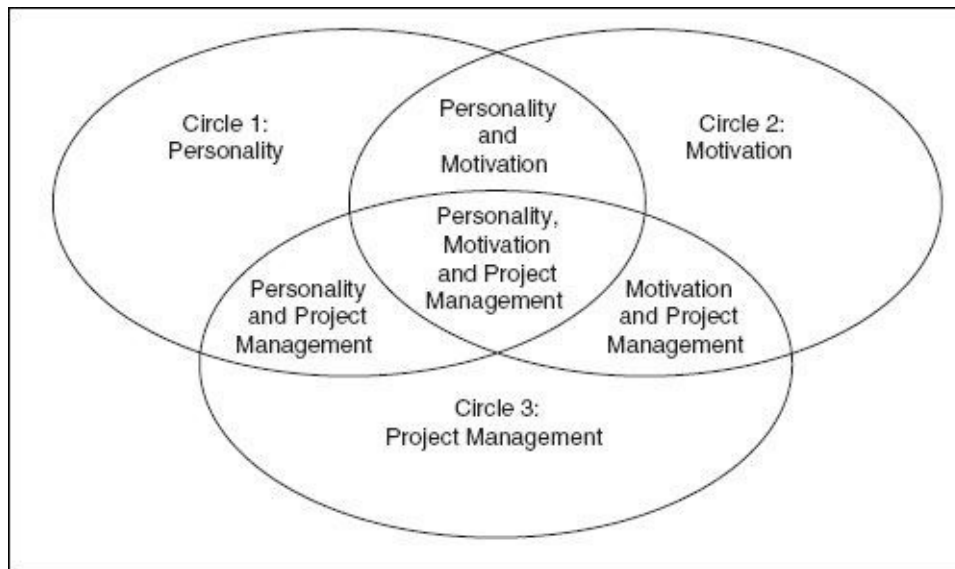 Circle 1:
Personality
Personality
and
Motivation
Circle 2:
Motivation
Personality,
Motivation
and Project
Management
Personality
and Project
Management
Motivation
and Project
Management
Circle 3:
Project Management